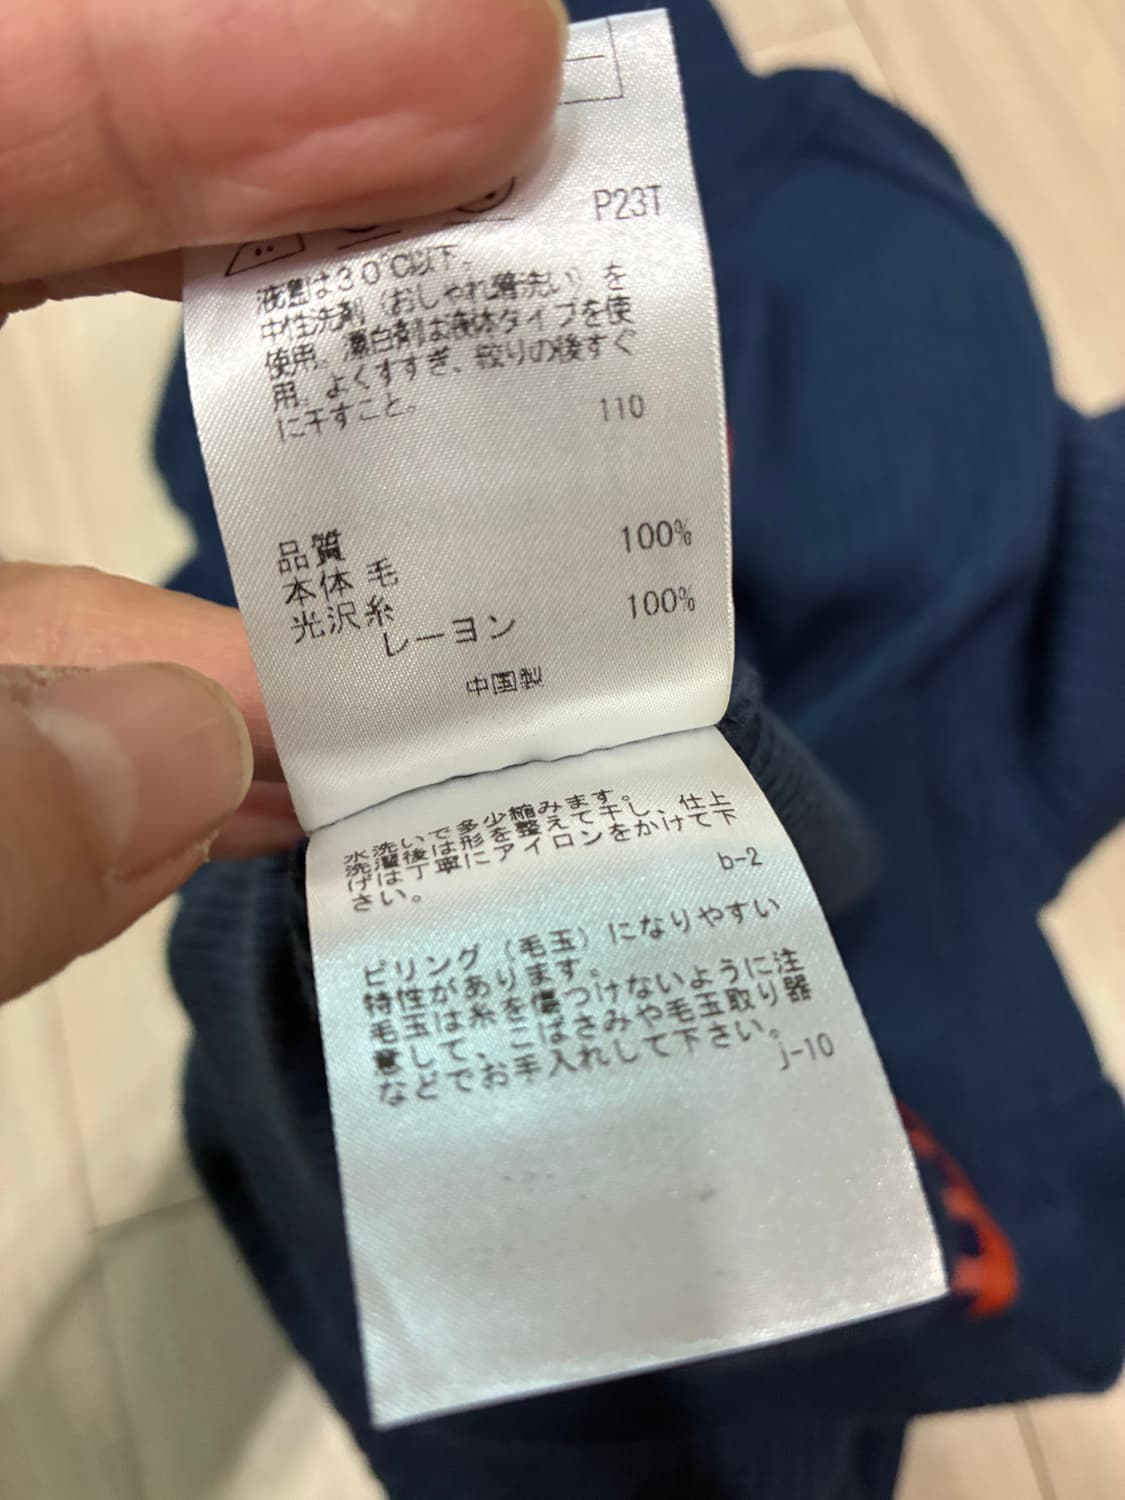 P23T
液温は30℃以下。
中性洗剤（おしゃれ着洗い）を
使用。漂白剤は液体タイプを使
用。よくすすぎ、絞りの後すぐ
に干すこと。
110
品質
本体 毛 100%
光沢糸
レーヨン 100%
中国製
水洗いで多少縮みます。
洗濯後は形を整えて干し、仕上
げは丁寧にアイロンをかけて下
さい。
b-2
ピリング（毛玉）になりやすい
特性があります。
毛玉は糸を傷つけないように注
意して、こばさみや毛玉取り器
などでお手入れして下さい。
j-10